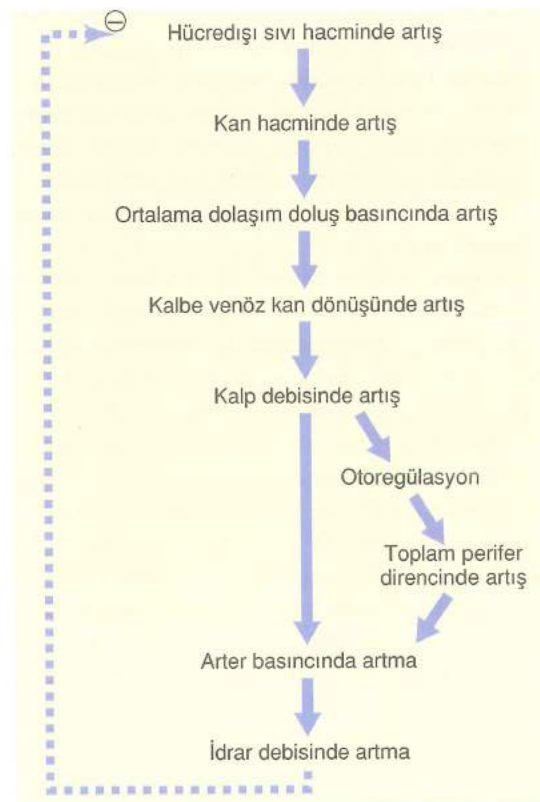 ⊖
Hücredışı sıvı hacminde artış
Kan hacminde artış
Ortalama dolaşım doluş basıncında artış
Kalbe venöz kan dönüşünde artış
Kalp debisinde artış
Otoregülasyon
Toplam perifer
direncinde artış
Arter basıncında artma
İdrar debisinde artma